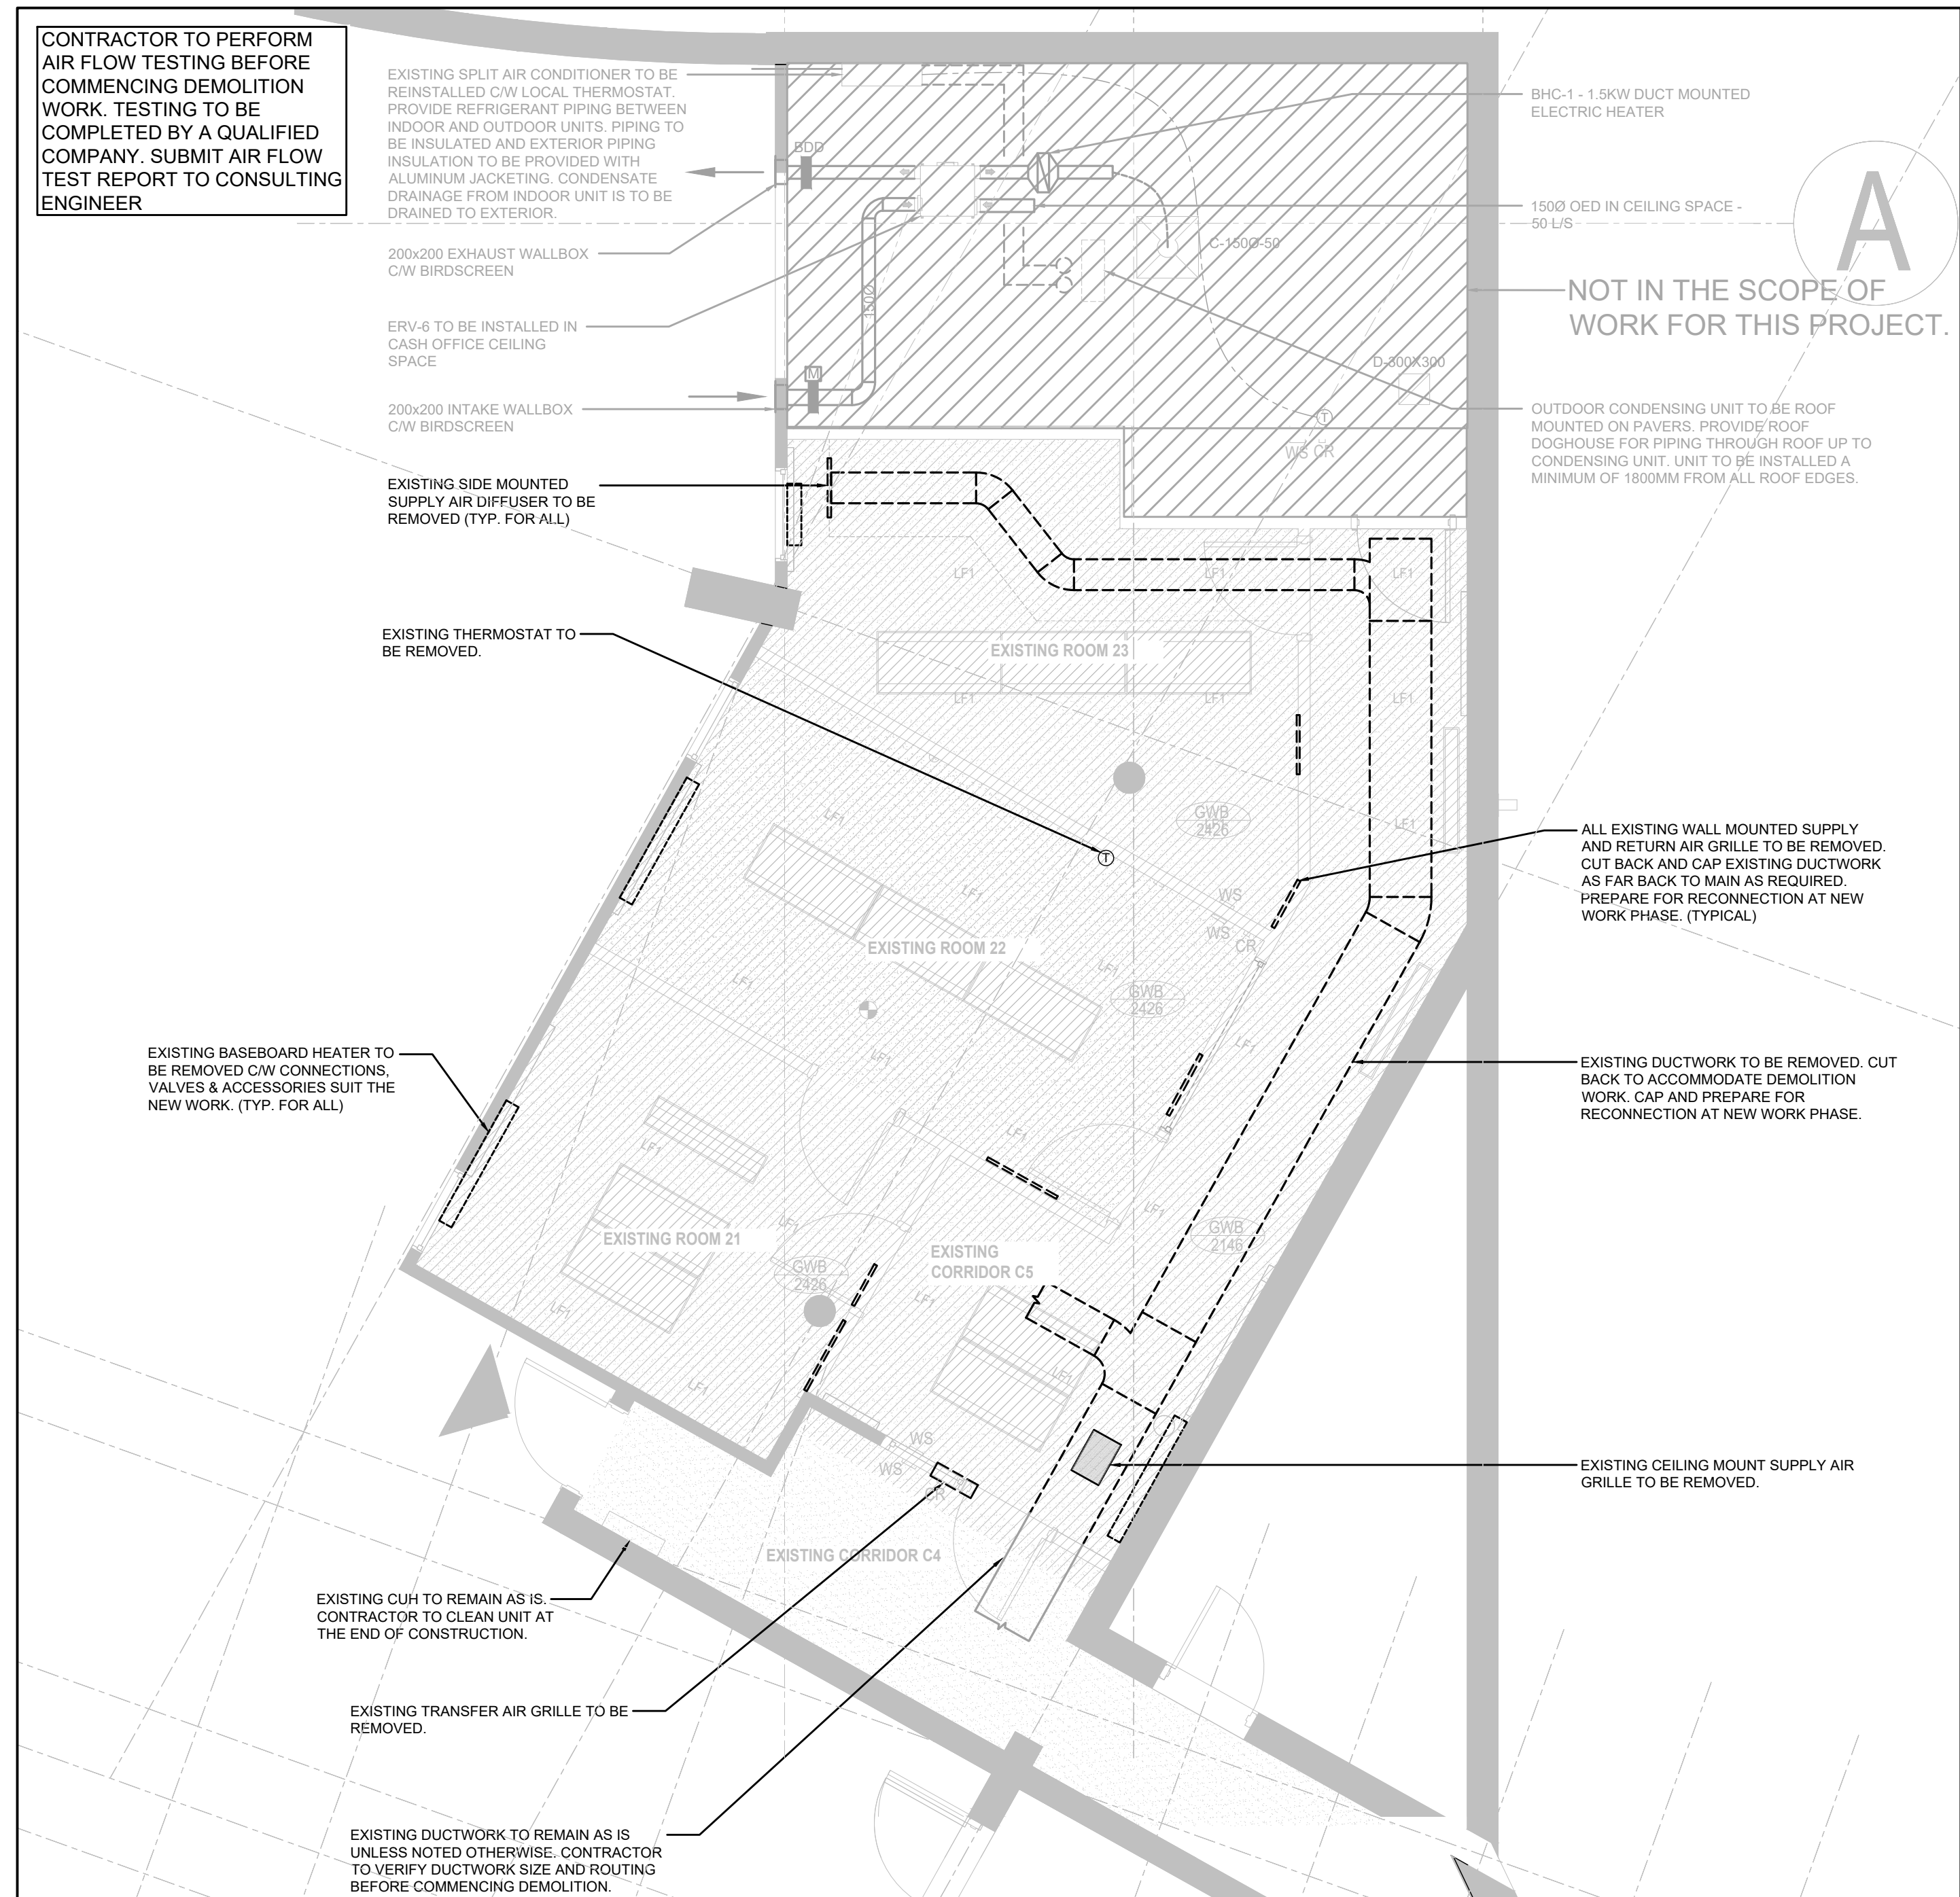 CONTRACTOR TO PERFORM
AIR FLOW TESTING BEFORE
COMMENCING DEMOLITION
WORK. TESTING TO BE
COMPLETED BY A QUALIFIED
COMPANY. SUBMIT AIR FLOW
TEST REPORT TO CONSULTING
ENGINEER
EXISTING SPLIT AIR CONDITIONER TO BE
REINSTALLED C/W LOCAL THERMOSTAT.
PROVIDE REFRIGERANT PIPING BETWEEN
INDOOR AND OUTDOOR UNITS. PIPING TO
BE INSULATED AND EXTERIOR PIPING
INSULATION TO BE PROVIDED WITH
ALUMINUM JACKETING. CONDENSATE
DRAINAGE FROM INDOOR UNIT IS TO BE
DRAINED TO EXTERIOR.
BDD
BHC-1 - 1.5KW DUCT MOUNTED
ELECTRIC HEATER
A
150Ø OED IN CEILING SPACE -
50 L/S
200x200 EXHAUST WALLBOX
C/W BIRDSCREEN
C-150Ø-50
150Ø
NOT IN THE SCOPE OF
WORK FOR THIS PROJECT.
ERV-6 TO BE INSTALLED IN
CASH OFFICE CEILING
SPACE
M
D-300X300
200x200 INTAKE WALLBOX
C/W BIRDSCREEN
T
WS CR
OUTDOOR CONDENSING UNIT TO BE ROOF
MOUNTED ON PAVERS. PROVIDE ROOF
DOGHOUSE FOR PIPING THROUGH ROOF UP TO
CONDENSING UNIT. UNIT TO BE INSTALLED A
MINIMUM OF 1800MM FROM ALL ROOF EDGES.
EXISTING SIDE MOUNTED
SUPPLY AIR DIFFUSER TO BE
REMOVED (TYP. FOR ALL)
LF1
LF1
LF1
EXISTING THERMOSTAT TO
BE REMOVED.
EXISTING ROOM 23
LF1
LF1
LF1
LF1
GWB
2426
LF1
T
ALL EXISTING WALL MOUNTED SUPPLY
AND RETURN AIR GRILLE TO BE REMOVED.
CUT BACK AND CAP EXISTING DUCTWORK
AS FAR BACK TO MAIN AS REQUIRED.
PREPARE FOR RECONNECTION AT NEW
WORK PHASE. (TYPICAL)
LF1
WS
WS
CR
EXISTING ROOM 22
LF1
LF1
GWB
2426
LF1
LF1
EXISTING BASEBOARD HEATER TO
BE REMOVED C/W CONNECTIONS,
VALVES & ACCESSORIES SUIT THE
NEW WORK. (TYP. FOR ALL)
EXISTING DUCTWORK TO BE REMOVED. CUT
BACK TO ACCOMMODATE DEMOLITION
WORK. CAP AND PREPARE FOR
RECONNECTION AT NEW WORK PHASE.
LF1
LF1
LF1
LF1
GWB
2146
EXISTING ROOM 21
EXISTING
CORRIDOR C5
GWB
2426
LF1
LF1
LF1
LF1
WS
WS
CR
EXISTING CEILING MOUNT SUPPLY AIR
GRILLE TO BE REMOVED.
EXISTING CORRIDOR C4
EXISTING CUH TO REMAIN AS IS.
CONTRACTOR TO CLEAN UNIT AT
THE END OF CONSTRUCTION.
EXISTING TRANSFER AIR GRILLE TO BE
REMOVED.
EXISTING DUCTWORK TO REMAIN AS IS
UNLESS NOTED OTHERWISE. CONTRACTOR
TO VERIFY DUCTWORK SIZE AND ROUTING
BEFORE COMMENCING DEMOLITION.